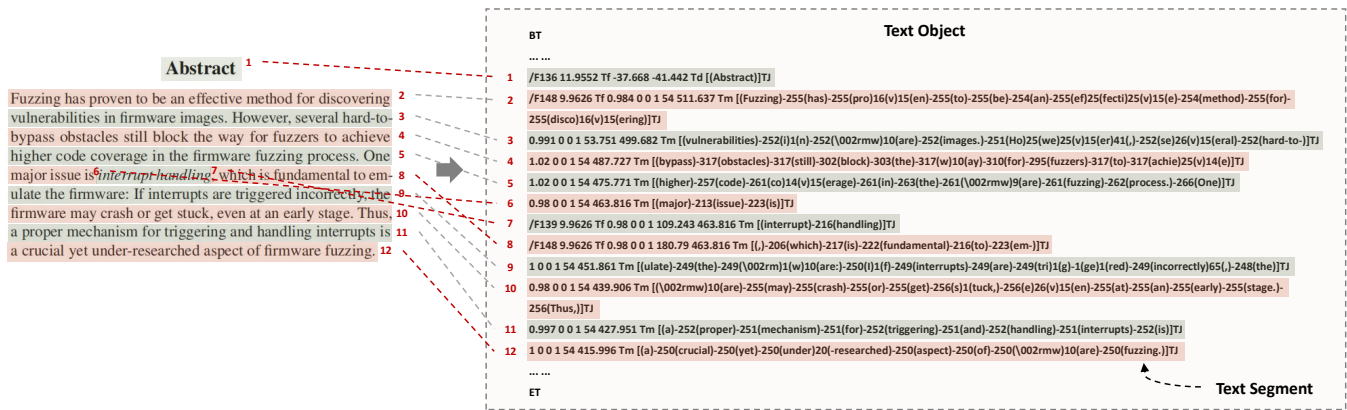 Abstract 1
Fuzzing has proven to be an effective method for discovering 2
vulnerabilities in firmware images. However, several hard-to- 3
bypass obstacles still block the way for fuzzers to achieve 4
higher code coverage in the firmware fuzzing process. One 5
major issue is 6 interrupt handling 7, which is fundamental to em- 8
ulate the firmware: If interrupts are triggered incorrectly, the 9
firmware may crash or get stuck, even at an early stage. Thus, 10
a proper mechanism for triggering and handling interrupts is 11
a crucial yet under-researched aspect of firmware fuzzing. 12
Text Object
BT
... ...
1 /F136 11.9552 Tf -37.668 -41.442 Td [(Abstract)]TJ
2 /F148 9.9626 Tf 0.984 0 0 1 54 511.637 Tm [(Fuzzing)-255(has)-255(pro)16(v)15(en)-255(to)-255(be)-254(an)-255(ef)25(fecti)25(v)15(e)-254(method)-255(for)-
255(disco)16(v)15(ering)]TJ
3 0.991 0 0 1 53.751 499.682 Tm [(vulnerabilities)-252(i)1(n)-252(\002rmw)10(are)-252(images.)-251(Ho)25(we)25(v)15(er)41(,)-252(se)26(v)15(eral)-252(hard-to-)]TJ
4 1.02 0 0 1 54 487.727 Tm [(bypass)-317(obstacles)-317(still)-302(block)-303(the)-317(w)10(ay)-310(for)-295(fuzzers)-317(to)-317(achie)25(v)14(e)]TJ
5 1.02 0 0 1 54 475.771 Tm [(higher)-257(code)-261(co)14(v)15(erage)-261(in)-263(the)-261(\002rmw)9(are)-261(fuzzing)-262(process.)-266(One)]TJ
6 0.98 0 0 1 54 463.816 Tm [(major)-213(issue)-223(is)]TJ
7 /F139 9.9626 Tf 0.98 0 0 1 109.243 463.816 Tm [(interrupt)-216(handling)]TJ
8 /F148 9.9626 Tf 0.98 0 0 1 180.79 463.816 Tm [(,)-206(which)-217(is)-222(fundamental)-216(to)-223(em-)]TJ
9 1 0 0 1 54 451.861 Tm [(ulate)-249(the)-249(\002rm)1(w)10(are:)-250(I)1(f)-249(interrupts)-249(are)-249(tri)1(g)-1(ge)1(red)-249(incorrectly)65(,)-248(the)]TJ
10 0.98 0 0 1 54 439.906 Tm [(\002rmw)10(are)-255(may)-255(crash)-255(or)-255(get)-256(s)1(tuck,)-256(e)26(v)15(en)-255(at)-255(an)-255(early)-255(stage.)-
256(Thus,)]TJ
11 0.997 0 0 1 54 427.951 Tm [(a)-252(proper)-251(mechanism)-251(for)-252(triggering)-251(and)-252(handling)-251(interrupts)-252(is)]TJ
12 1 0 0 1 54 415.996 Tm [(a)-250(crucial)-250(yet)-250(under)20(-researched)-250(aspect)-250(of)-250(\002rmw)10(are)-250(fuzzing.)]TJ
... ...
ET
Text Segment